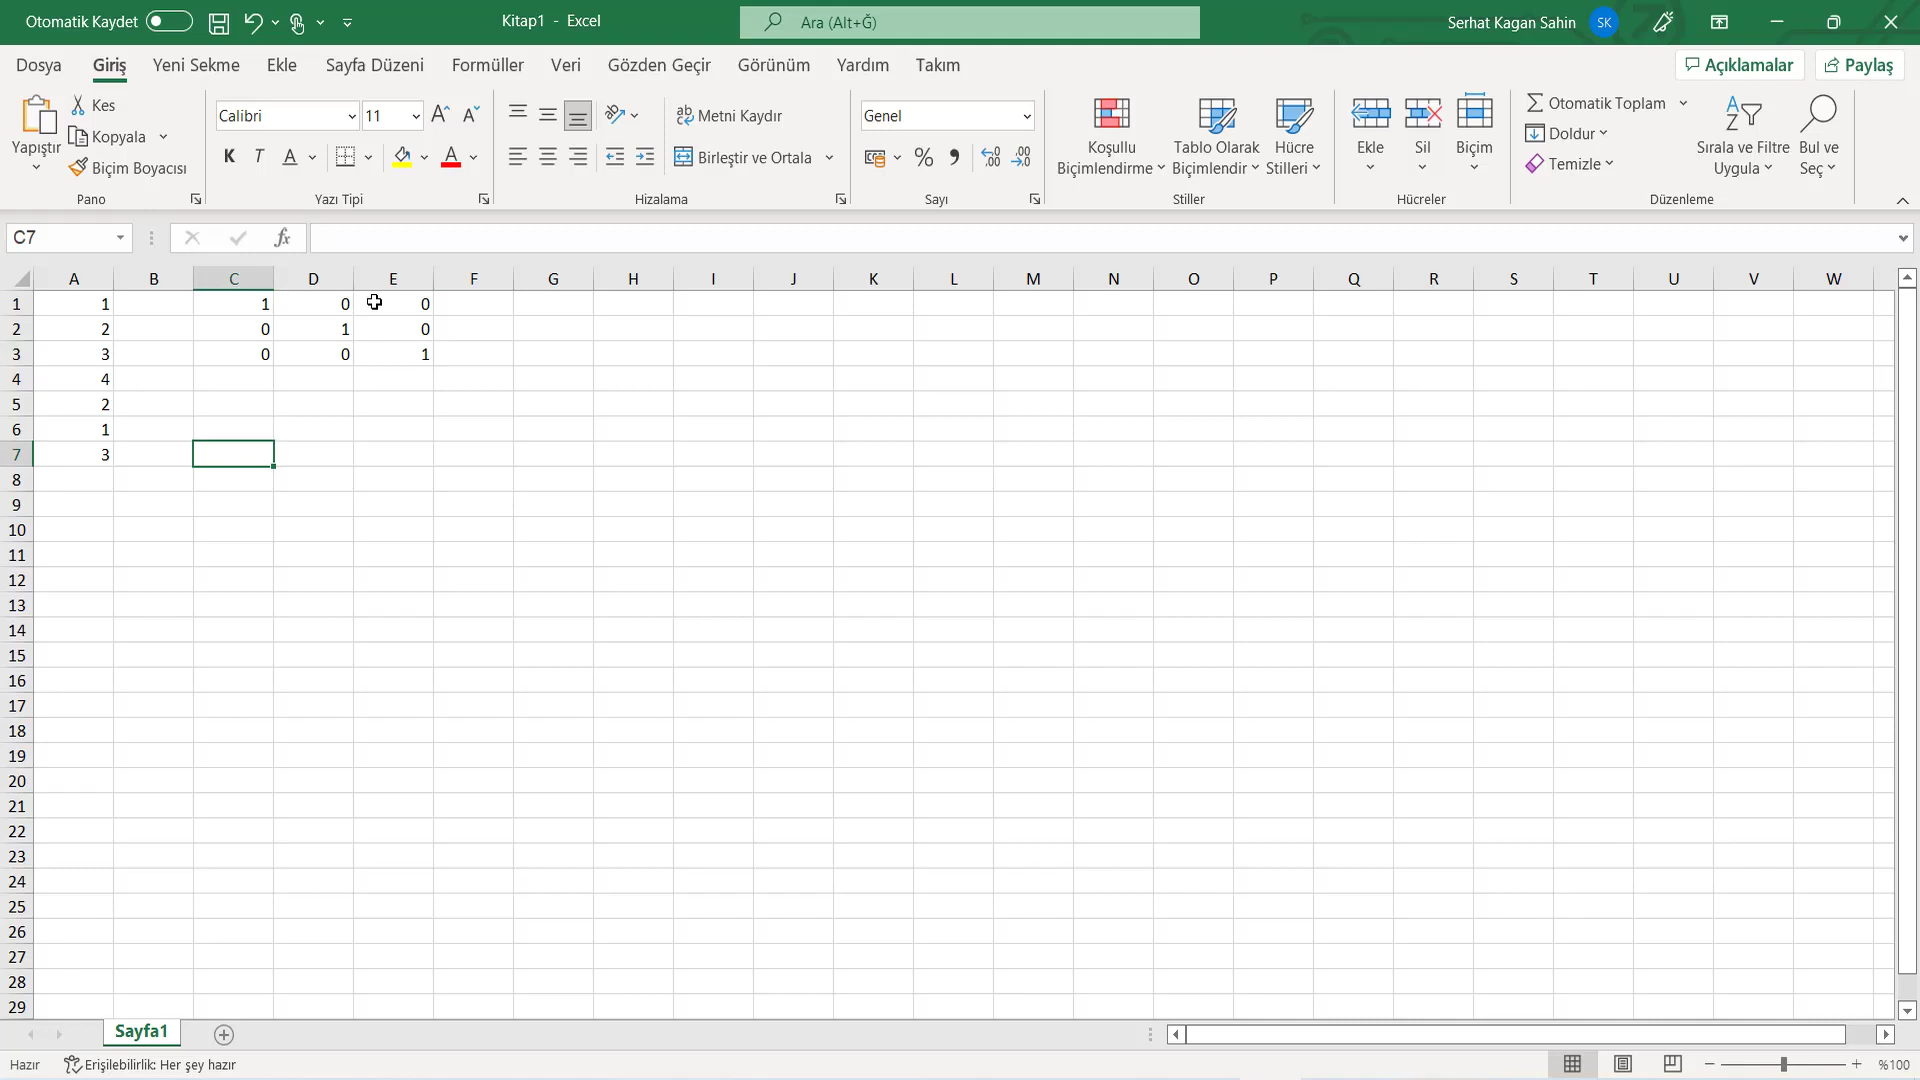 Otomatik Kaydet
Kitap1 - Excel
Ara (Alt+Ğ)
Serhat Kagan Sahin
SK
Dosya Giriş Yeni Sekme Ekle Sayfa Düzeni Formüller Veri Gözden Geçir Görünüm Yardım Takım
Açıklamalar
Paylaş
Yapıştır
Kes
Kopyala
Biçim Boyacısı
Pano
Calibri
11
K T A
Yazı Tipi
Metni Kaydır
Birleştir ve Ortala
Hizalama
Genel
Sayı
Koşullu
Biçimlendirme
Tablo Olarak
Biçimlendir
Hücre
Stilleri
Stiller
Ekle
Sil
Biçim
Hücreler
Otomatik Toplam
Doldur
Temizle
Sırala ve Filtre
Uygula
Bul ve
Seç
Düzenleme
C7
fx
A B C D E F G H I J K L M N O P Q R S T U V W
1 1 1 0 0
2 2 0 1 0
3 3 0 0 1
4 4
5 2
6 1
7 3
8
9
10
11
12
13
14
15
16
17
18
19
20
21
22
23
24
25
26
27
28
29
Sayfa1
Hazır
Erişilebilirlik: Her şey hazır
%100